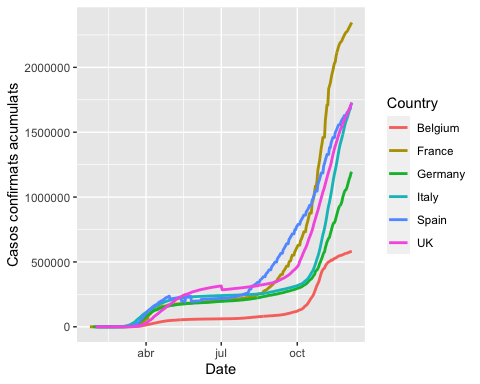 Casos confirmats acumulats
2000000
1500000
1000000
500000
0
abr
jul
oct
Date
Country
Belgium
France
Germany
Italy
Spain
UK